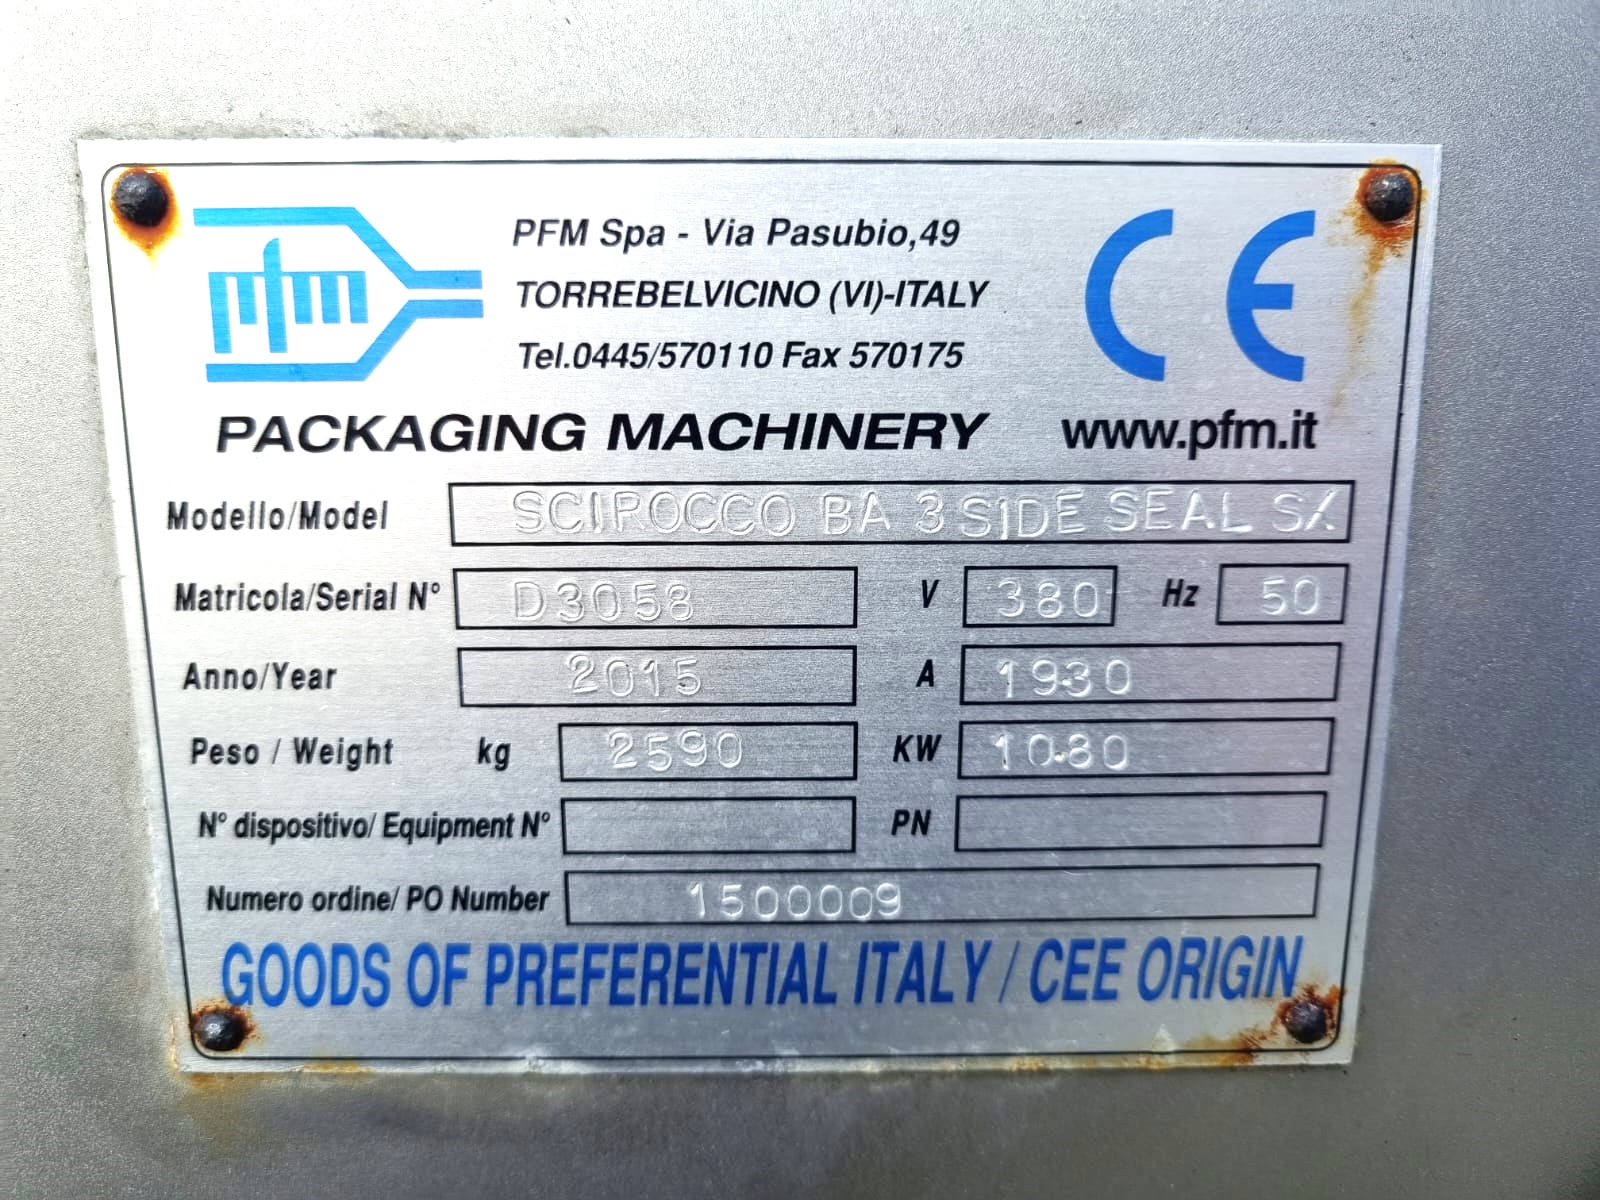 pfm
PFM Spa - Via Pasubio,49
TORREBELVICINO (VI)-ITALY
Tel.0445/570110 Fax 570175
CE
PACKAGING MACHINERY www.pfm.it
Modello/Model SCIROCCO BA 3 SIDE SEAL SX
Matricola/Serial N° D3058 V 380 Hz 50
Anno/Year 2015 A 19.30
Peso / Weight kg 2590 KW 10.80
N° dispositivo/ Equipment N° PN
Numero ordine/ PO Number 1500009
GOODS OF PREFERENTIAL ITALY / CEE ORIGIN